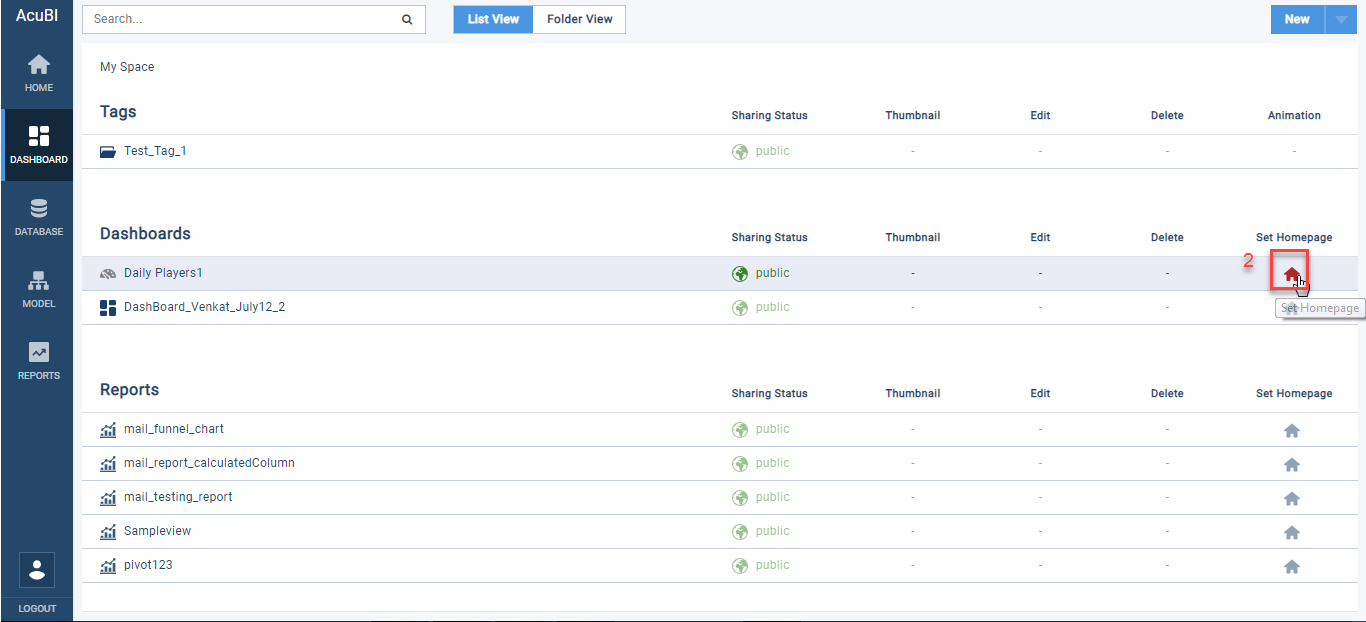 AcuBI
Search...
List View
Folder View
New
HOME
DASHBOARD
DATABASE
MODEL
REPORTS
LOGOUT
My Space
Tags Sharing Status Thumbnail Edit Delete Animation
Test_Tag_1 public - - - -
Dashboards Sharing Status Thumbnail Edit Delete Set Homepage
Daily Players1 public - - - 2
DashBoard_Venkat_July12_2 public - - -
Set Homepage
Reports Sharing Status Thumbnail Edit Delete Set Homepage
mail_funnel_chart public - - -
mail_report_calculatedColumn public - - -
mail_testing_report public - - -
Sampleview public - - -
pivot123 public - - -